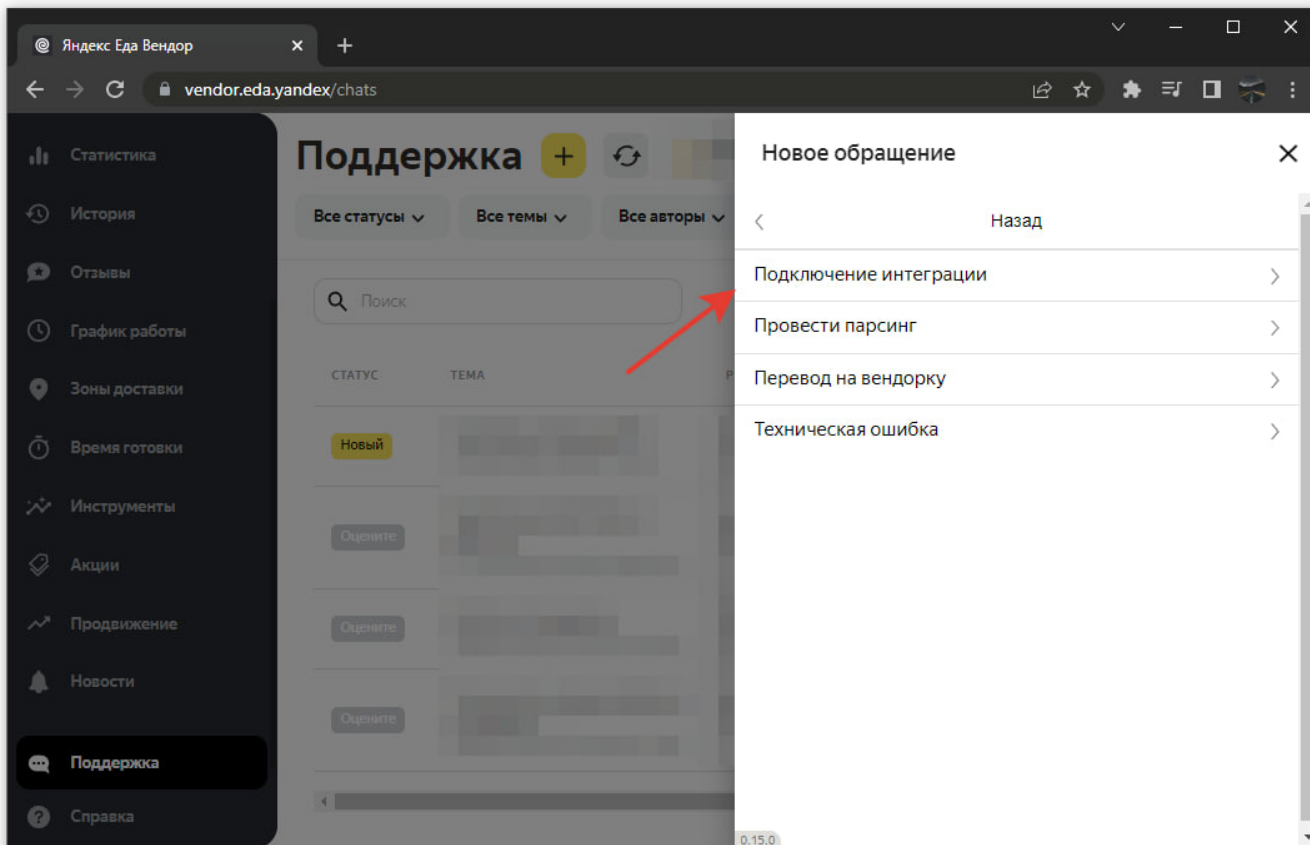 Яндекс Еда Вендор
vendor.eda.yandex/chats
Статистика
История
Отзывы
График работы
Зоны доставки
Время готовки
Инструменты
Акции
Продвижение
Новости
Поддержка
Справка
Поддержка
Все статусы
Все темы
Все авторы
Поиск
СТАТУС
ТЕМА
Новый
Оцените
Оцените
Оцените
Новое обращение
Назад
Подключение интеграции
Провести парсинг
Перевод на вендорку
Техническая ошибка
0.15.0